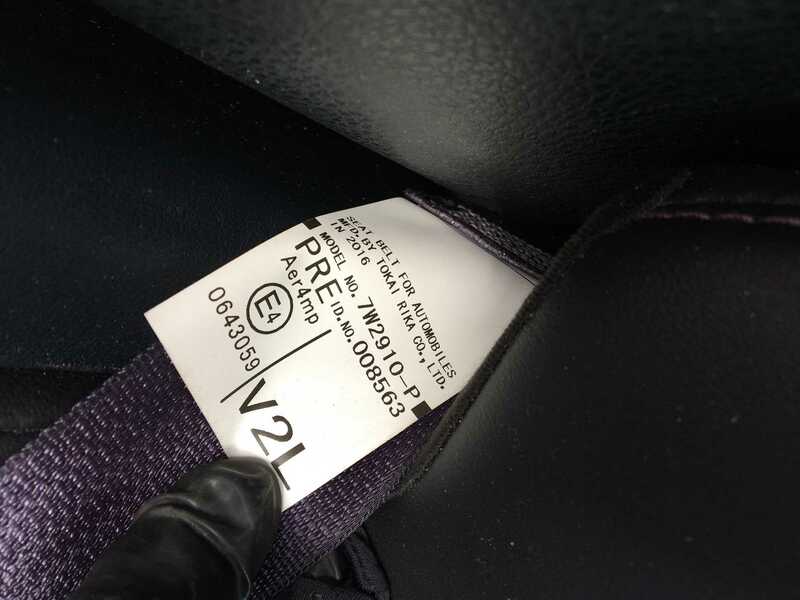 SEAT BELT FOR AUTOMOBILES
MFD. BY TOKAI RIKA CO., LTD.
IN 2016
MODEL NO. 7W2910-P
PRE ID.NO. 008563
Aer4mp
E4
0643059
V2L